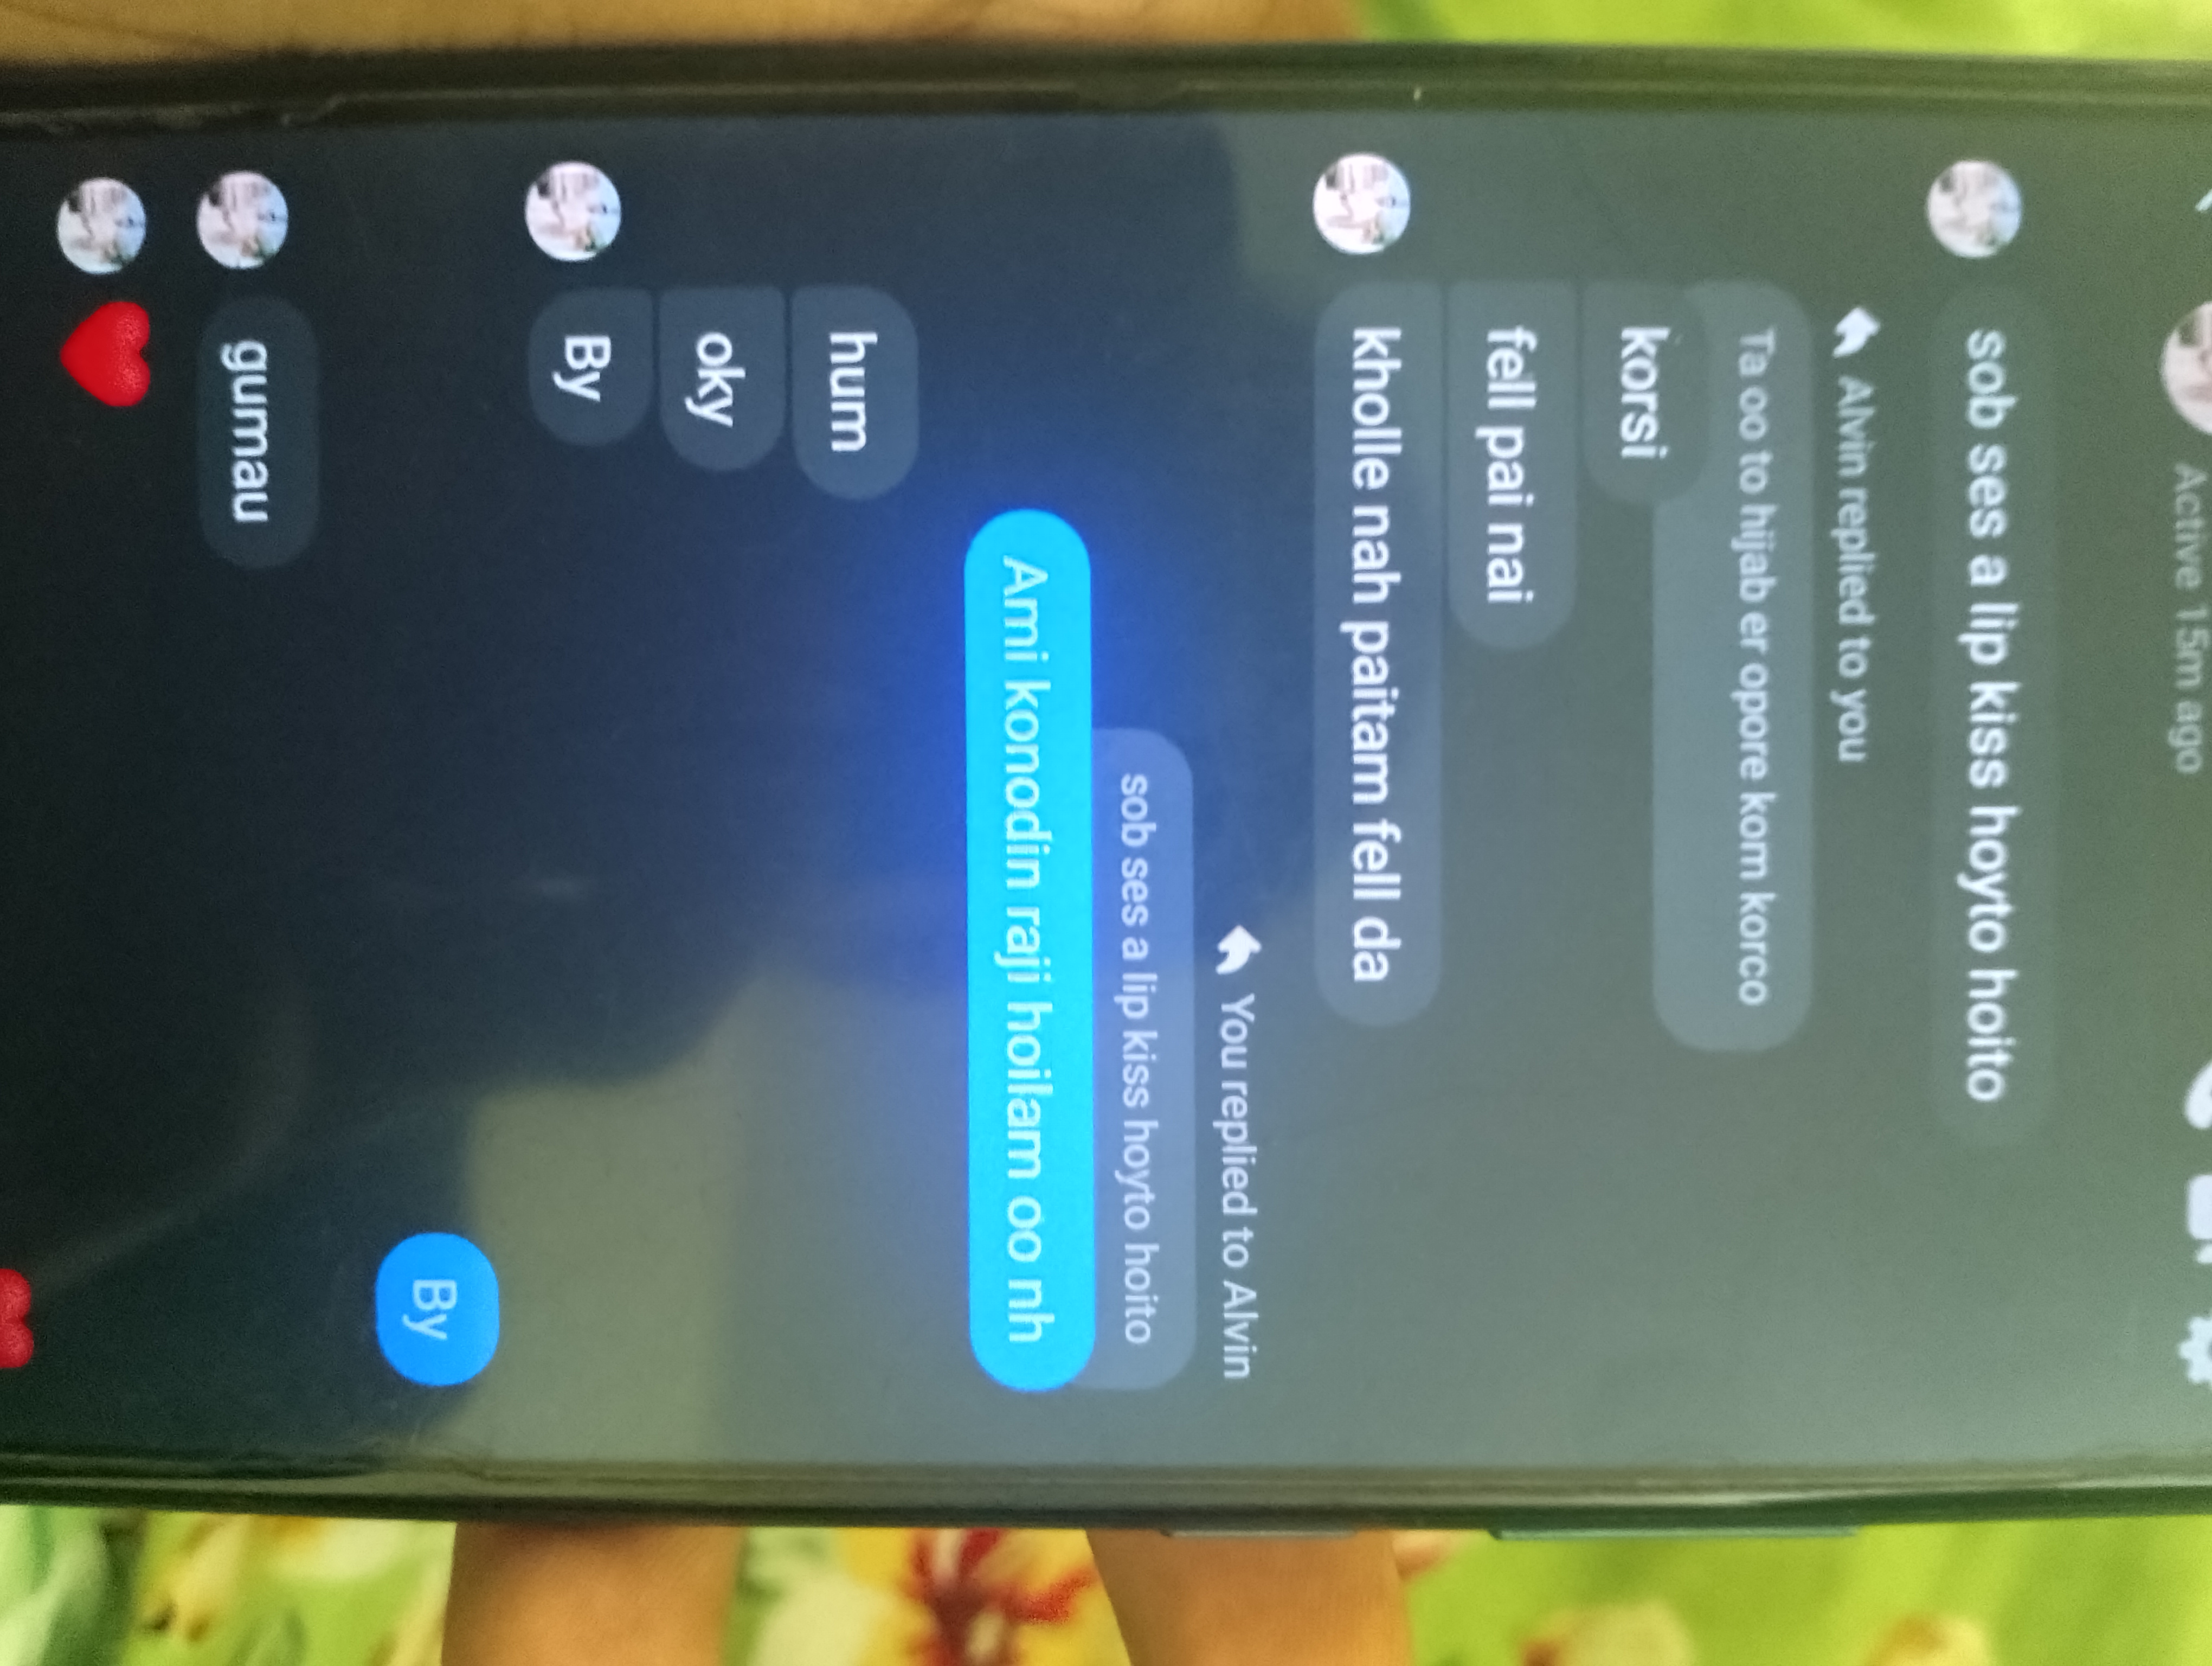 Active 15m ago
sob ses a lip kiss hoyto hoito
Alvin replied to you
Ta oo to hijab er opore kom korco
korsi
fell pai nai
kholle nah paitam fell da
You replied to Alvin
sob ses a lip kiss hoyto hoito
Ami konodin raji hoilam oo nh
hum
oky
By
By
gumau